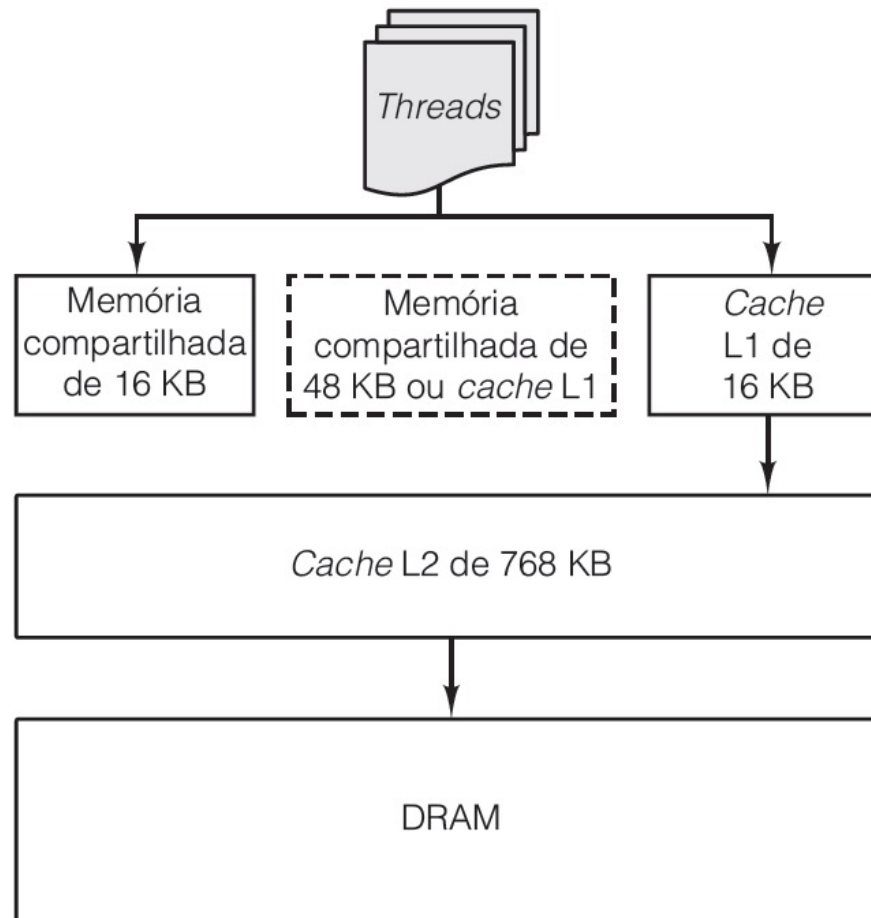 Threads
Memória
compartilhada
de 16 KB
Memória
compartilhada de
48 KB ou cache L1
Cache
L1 de
16 KB
Cache L2 de 768 KB
DRAM